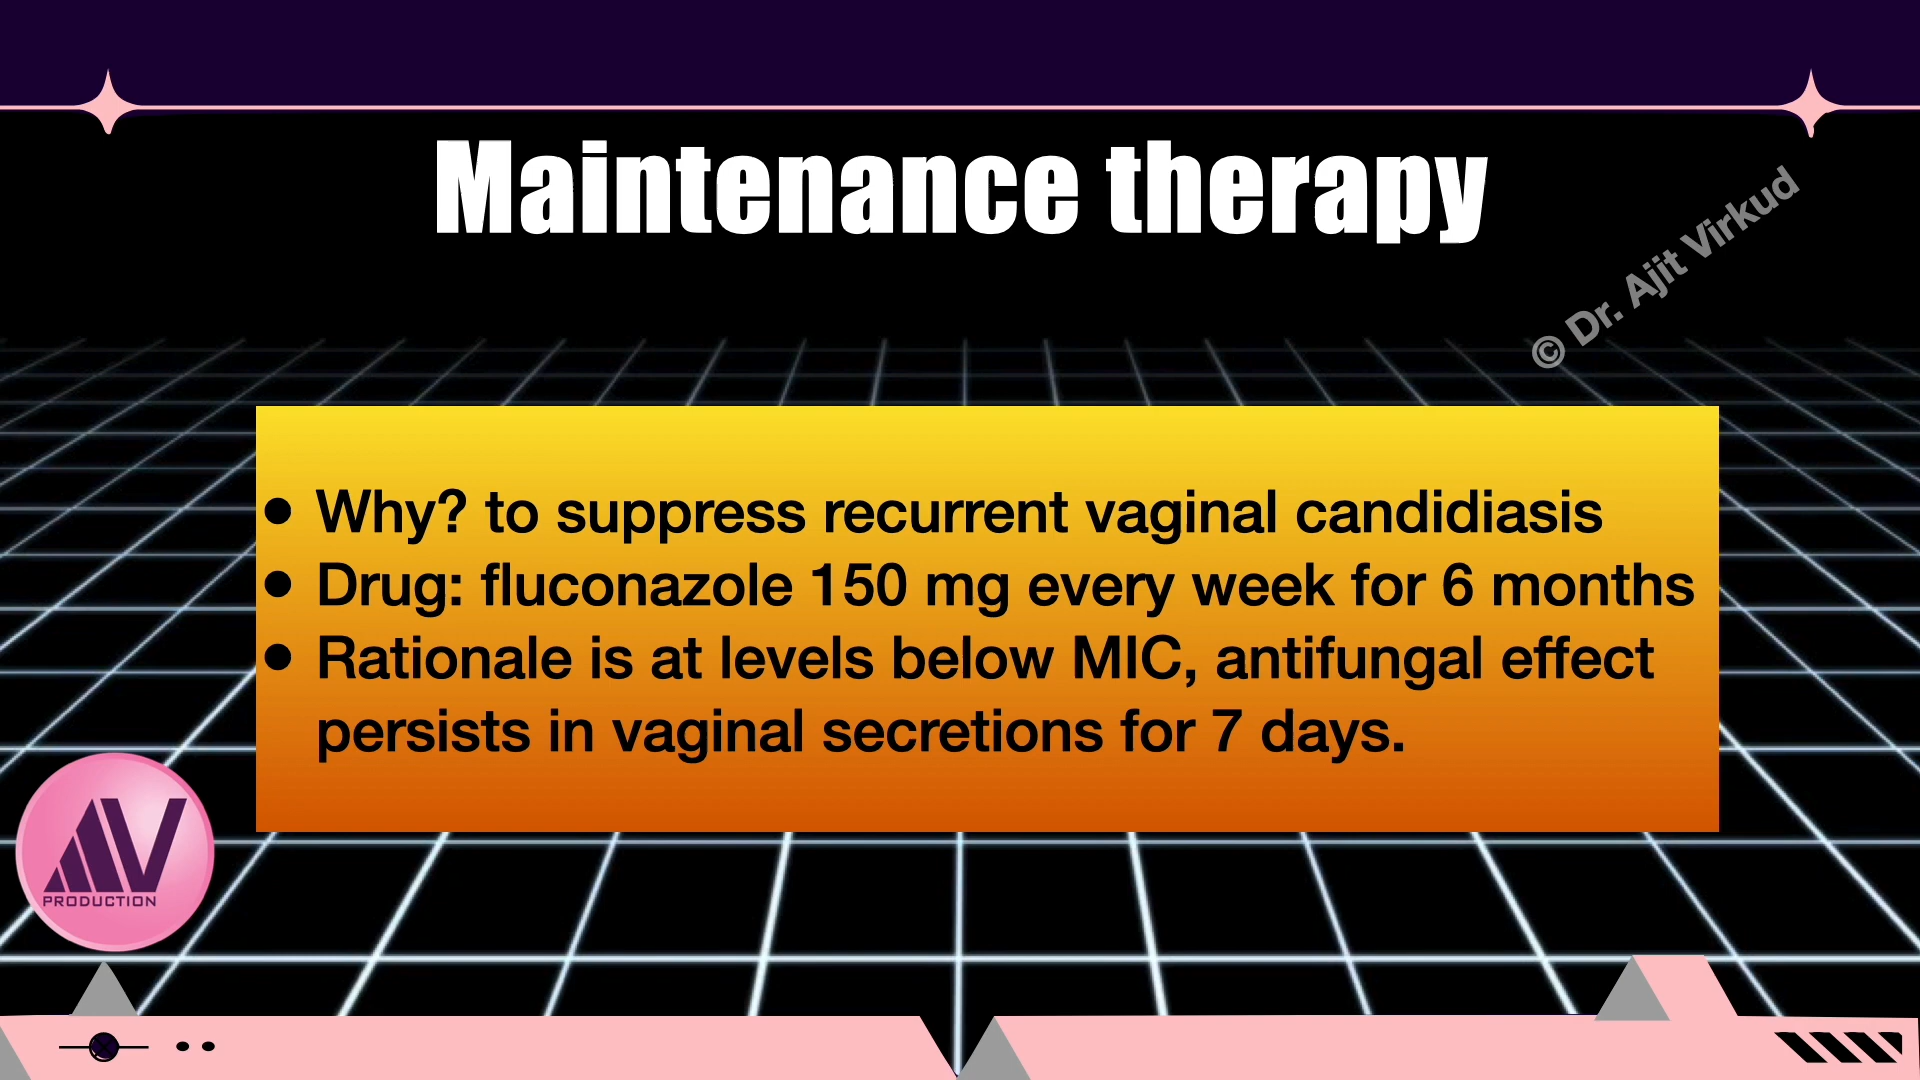 Maintenance therapy
© Dr. Ajit Virkud
• Why? to suppress recurrent vaginal candidiasis
• Drug: fluconazole 150 mg every week for 6 months
• Rationale is at levels below MIC, antifungal effect
persists in vaginal secretions for 7 days.
AV
PRODUCTION